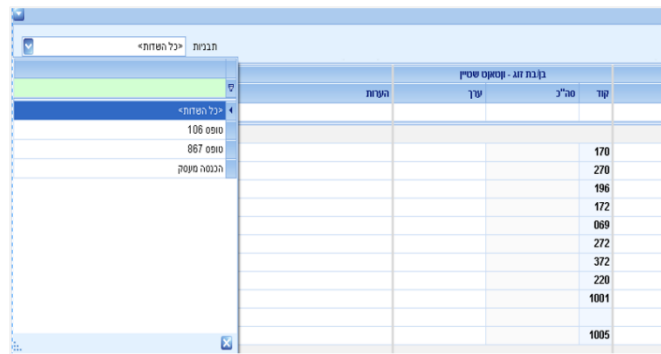 תבניות <כל השדות>
בן/בת זוג - וקסאקס שטיין
קוד סה"כ ערך הערות
<כל השדות>
טופס 106
טופס 867
הכנסה מעסק
170
270
196
172
069
272
372
220
1001
1005